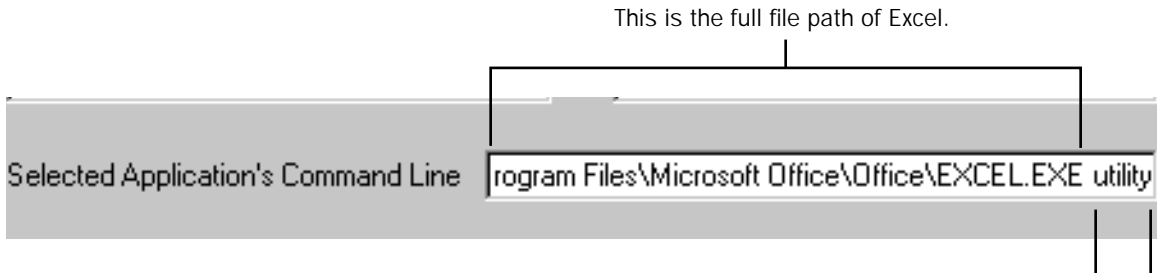 This is the full file path of Excel.
Selected Application's Command Line rogram Files\Microsoft Office\Office\EXCEL.EXE utility